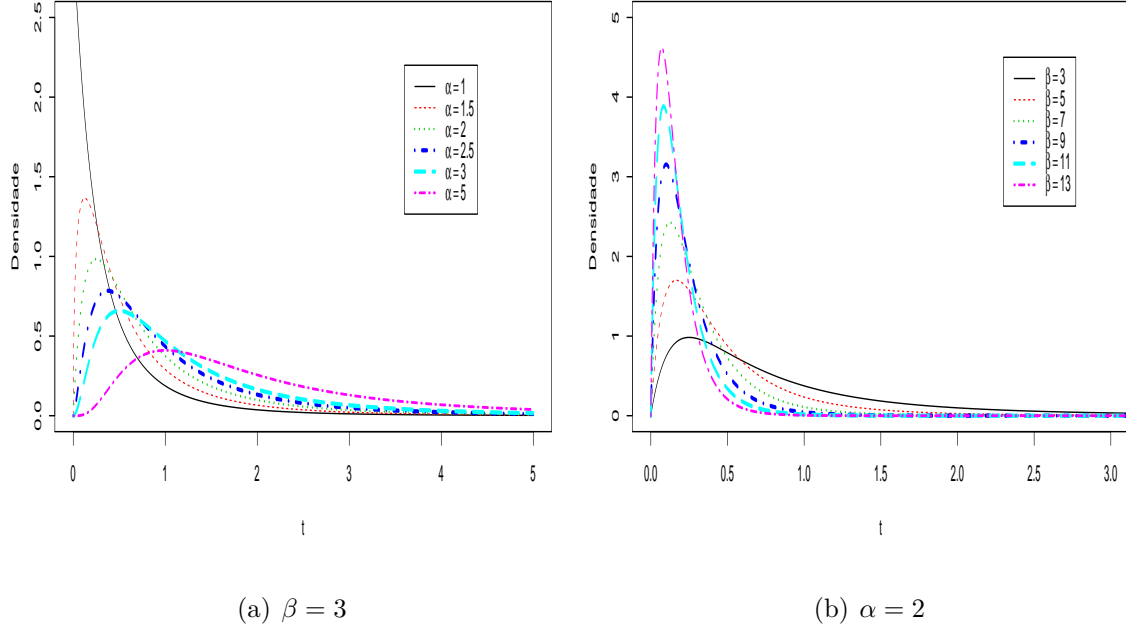 Densidade
0.0 0.5 1.0 1.5 2.0 2.5
α=1
α=1.5
α=2
α=2.5
α=3
α=5
0 1 2 3 4 5
t
(a) β = 3
Densidade
0 1 2 3 4 5
β=3
β=5
β=7
β=9
β=11
β=13
0.0 0.5 1.0 1.5 2.0 2.5 3.0
t
(b) α = 2